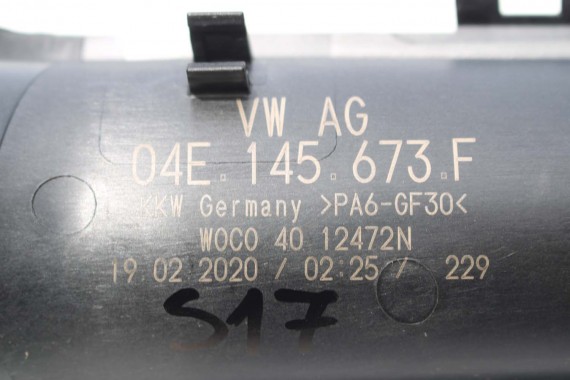 VW AG
04E.145.673.F
KKW Germany >PA6-GF30<
WOCO 40 12472N
19 02 2020 / 02:25 / 229
S17